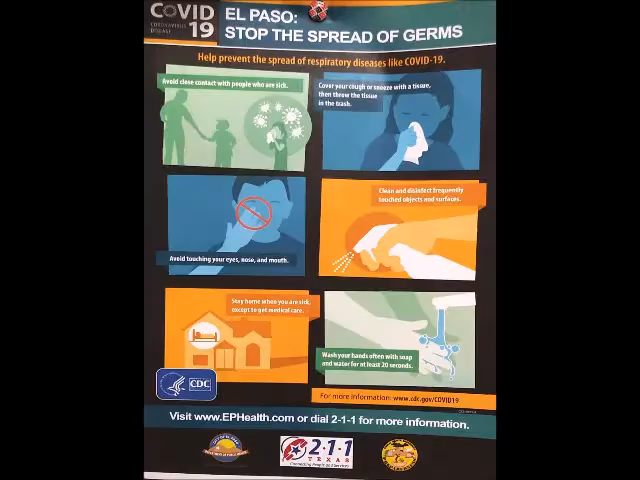 COVID
CORONAVIRUS
DISEASE
19
EL PASO:
STOP THE SPREAD OF GERMS
Help prevent the spread of respiratory diseases like COVID-19.
Avoid close contact with people who are sick.
Cover your cough or sneeze with a tissue,
then throw the tissue
in the trash.
Avoid touching your eyes, nose, and mouth.
Clean and disinfect frequently
touched objects and surfaces.
Stay home when you are sick,
except to get medical care.
Wash your hands often with soap
and water for at least 20 seconds.
CDC
For more information: www.cdc.gov/COVID19
Visit www.EPHealth.com or dial 2-1-1 for more information.
2-1-1
TEXAS
Connecting People and Services